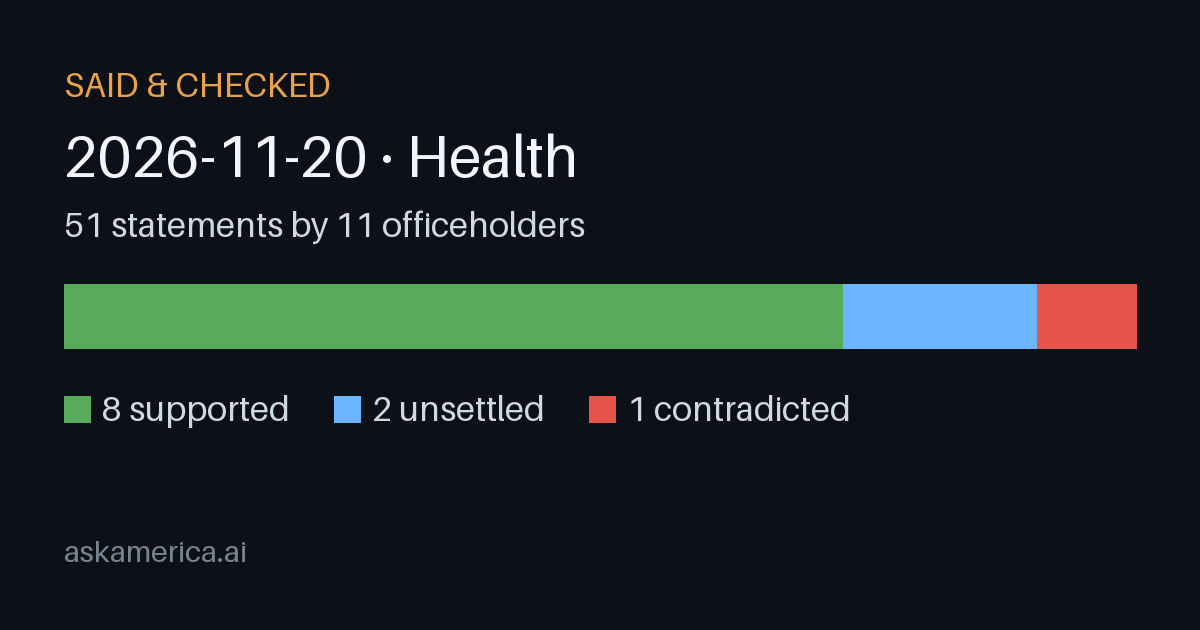 SAID & CHECKED
2026-11-20 · Health
51 statements by 11 officeholders
8 supported
2 unsettled
1 contradicted
askamerica.ai